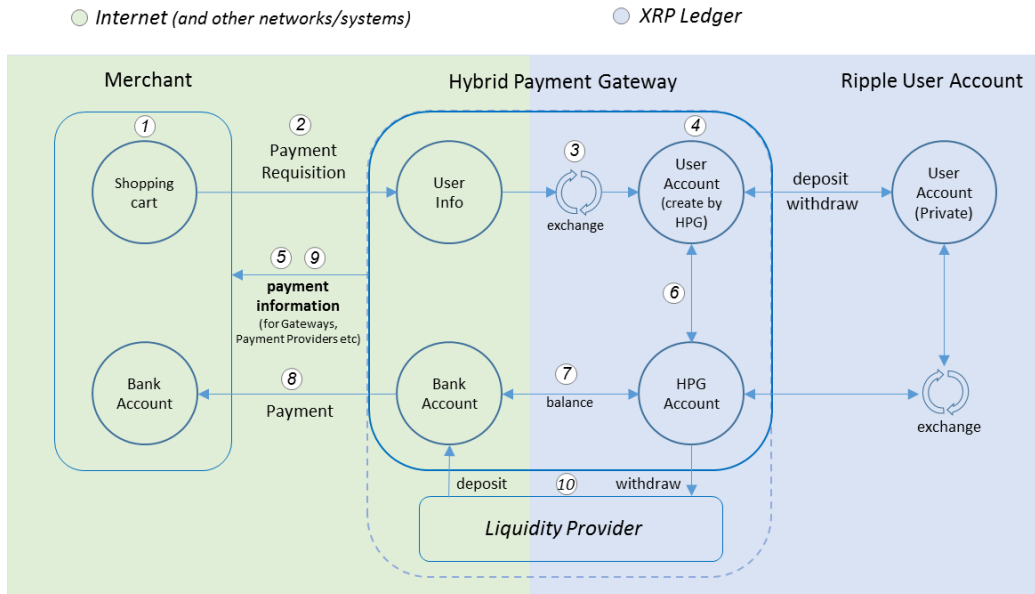 Internet (and other networks/systems)
XRP Ledger
Merchant
Hybrid Payment Gateway
Ripple User Account
1
2
Payment
Requisition
3
4
Shopping
cart
User
Info
exchange
User
Account
(create by
HPG)
deposit
withdraw
User
Account
(Private)
5 9
payment
information
(for Gateways,
Payment Providers etc)
6
Bank
Account
8
Payment
Bank
Account
7
balance
HPG
Account
exchange
deposit
10
withdraw
Liquidity Provider